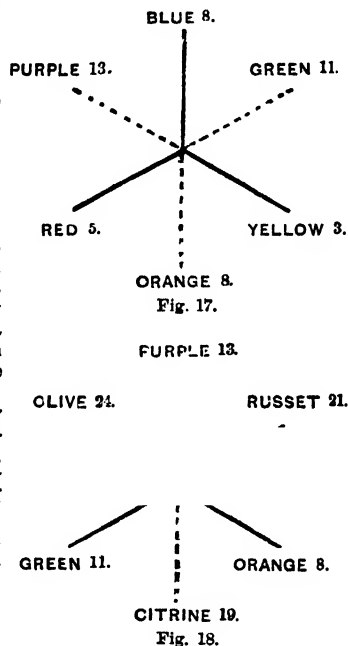 BLUE 8.
PURPLE 13. GREEN 11.
RED 5. YELLOW 3.
ORANGE 8.
Fig. 17.
PURPLE 13.
OLIVE 24. RUSSET 21.
GREEN 11. ORANGE 8.
CITRINE 19.
Fig. 18.